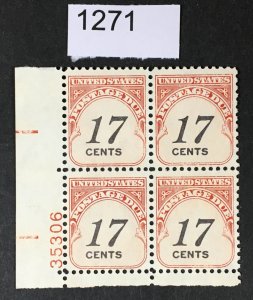 1271
UNITED STATES UNITED STATES
POSTAGE DUE POSTAGE DUE
17 17
CENTS CENTS
UNITED STATES UNITED STATES
POSTAGE DUE POSTAGE DUE
17 17
CENTS CENTS
35306